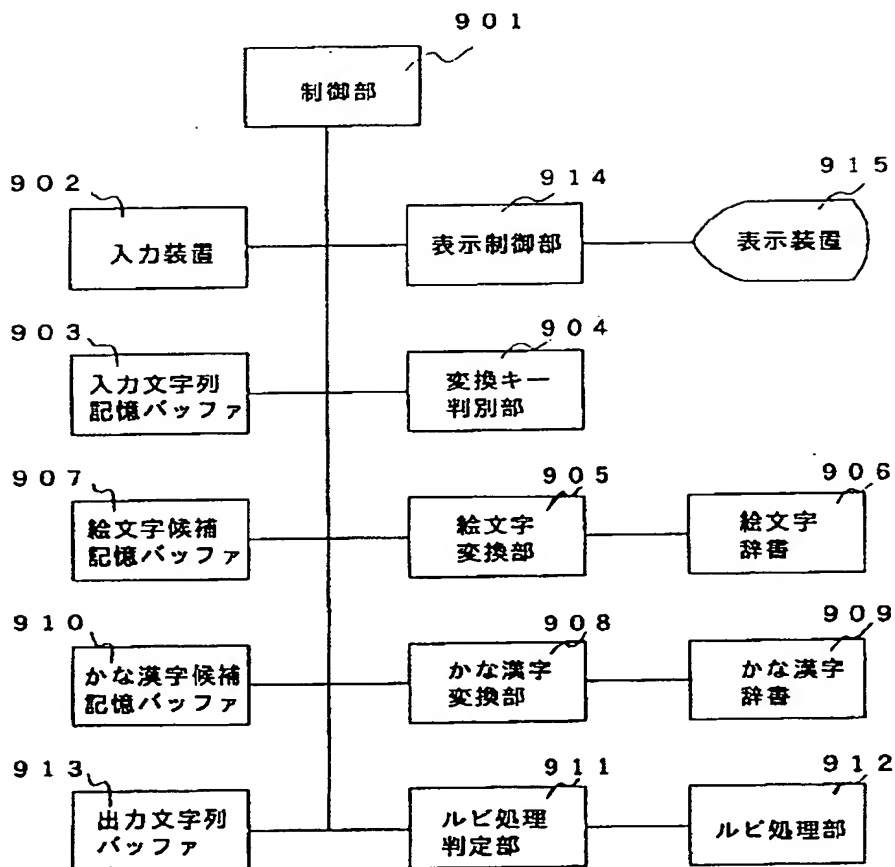 ９０１
制御部
９０２
入力装置
９１４
表示制御部
９１５
表示装置
９０３
入力文字列
記憶バッファ
９０４
変換キー
判別部
９０７
絵文字候補
記憶バッファ
９０５
絵文字
変換部
９０６
絵文字
辞書
９１０
かな漢字候補
記憶バッファ
９０８
かな漢字
変換部
９０９
かな漢字
辞書
９１３
出力文字列
バッファ
９１１
ルビ処理
判定部
９１２
ルビ処理部